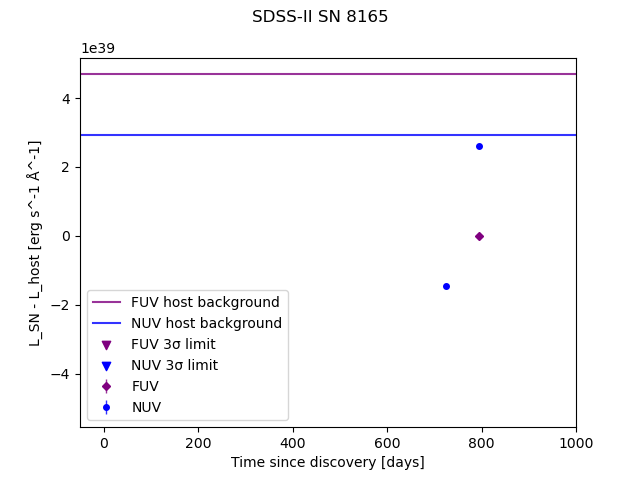 SDSS-II SN 8165
1e39
4
2
0
−2
−4
L_SN - L_host [erg s^-1 Å^-1]
FUV host background
NUV host background
FUV 3σ limit
NUV 3σ limit
FUV
NUV
0 200 400 600 800 1000
Time since discovery [days]